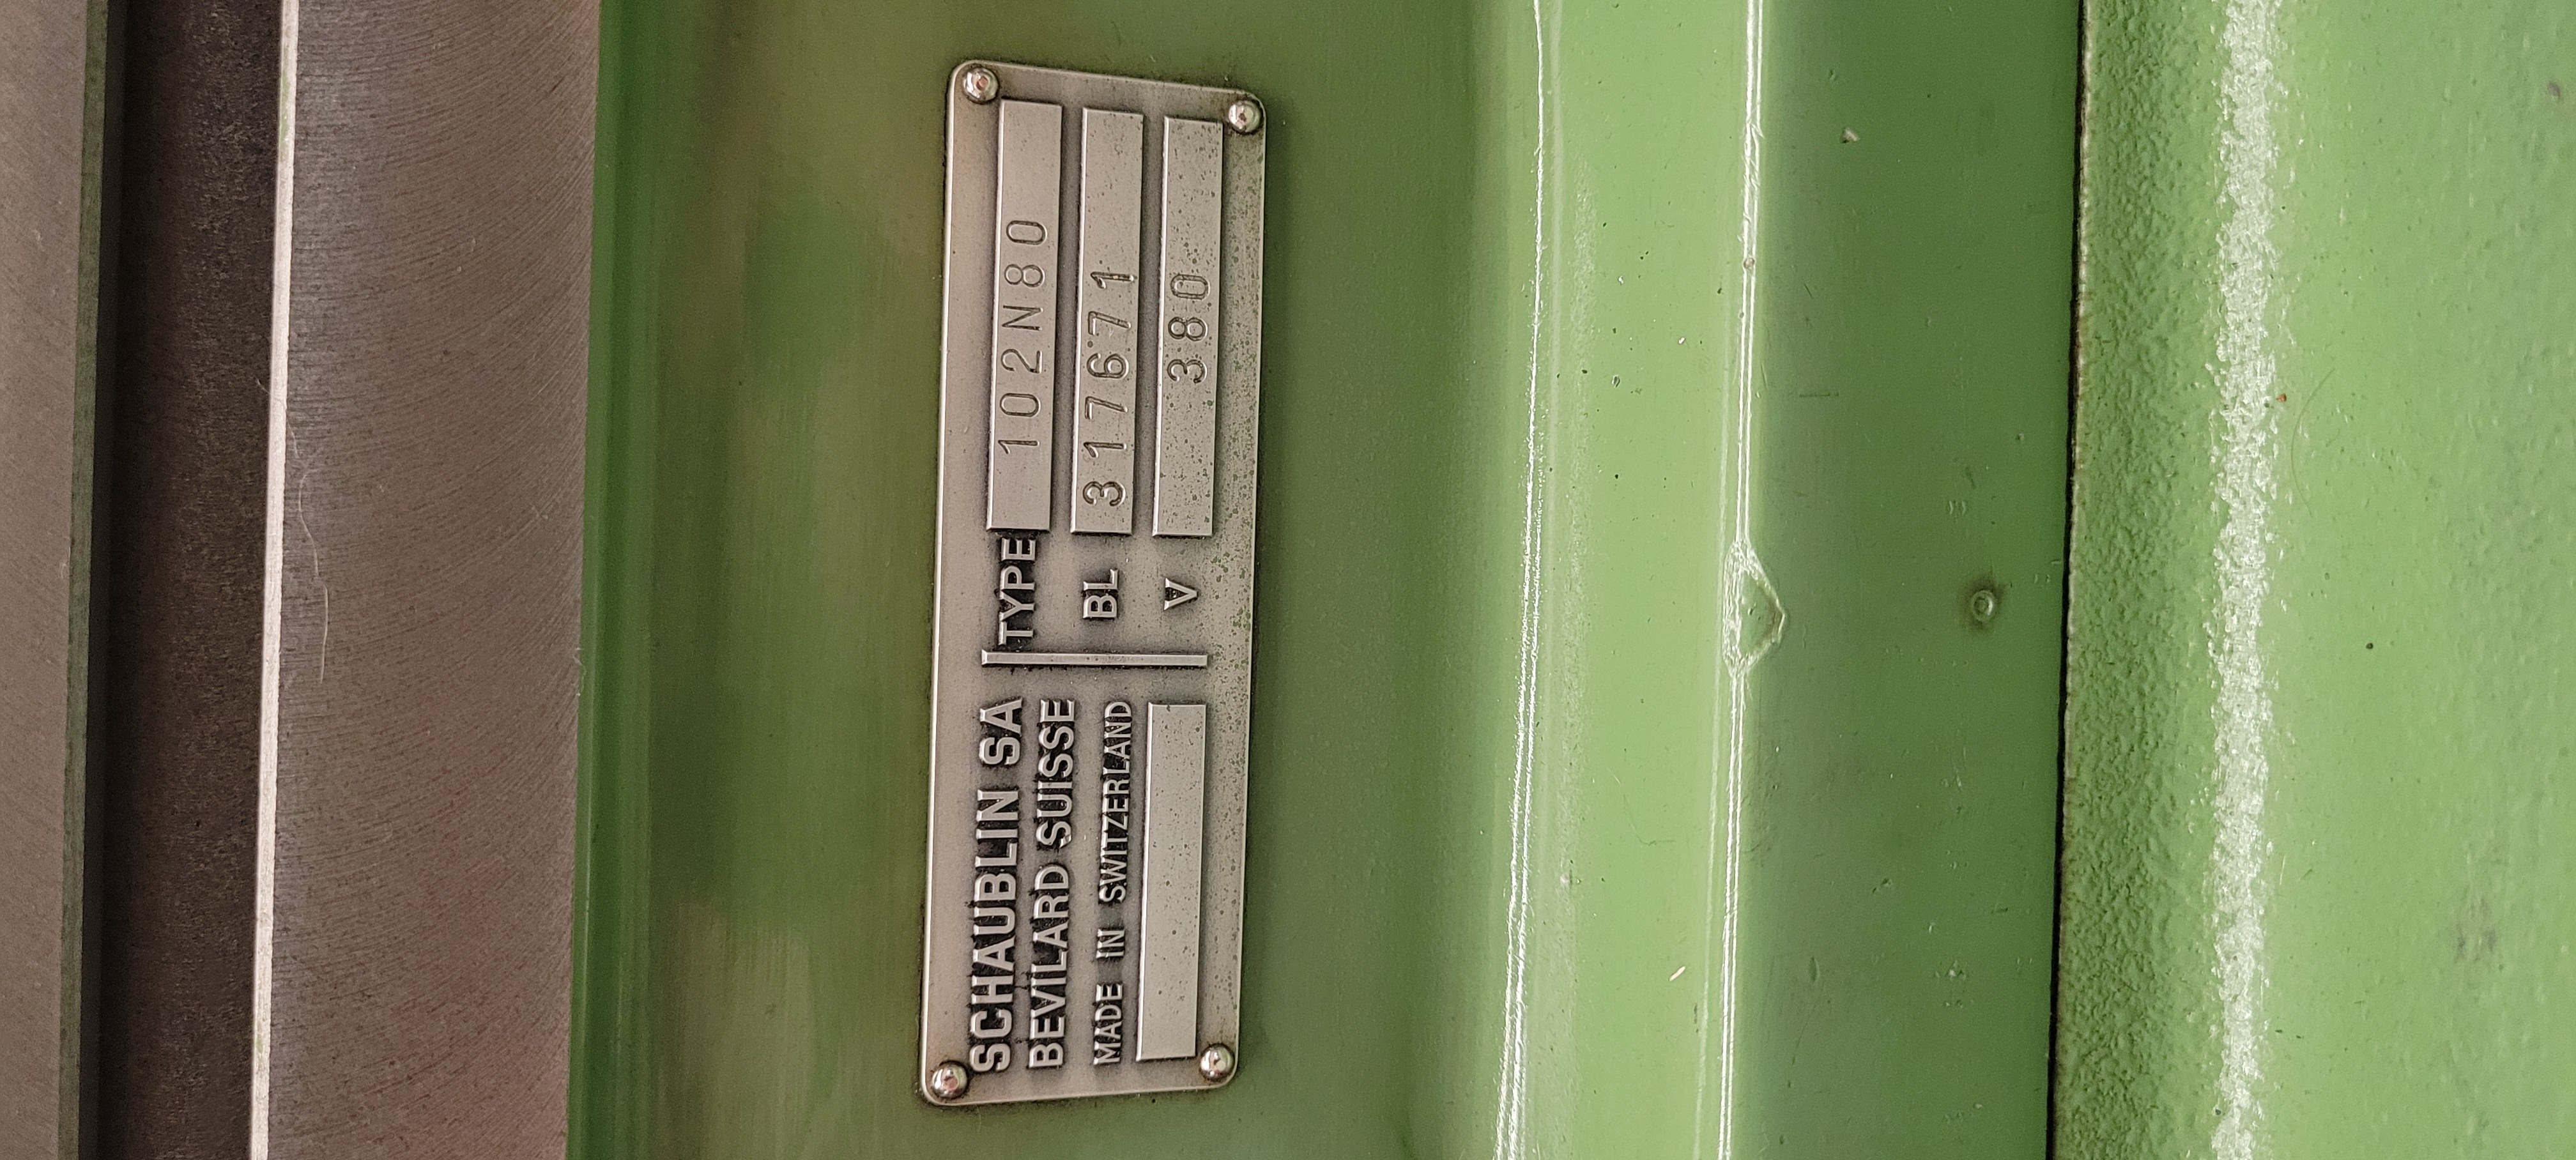 SCHAUBLIN SA
BEVILARD SUISSE
MADE IN SWITZERLAND
TYPE 102N80
BL 317671
V 380